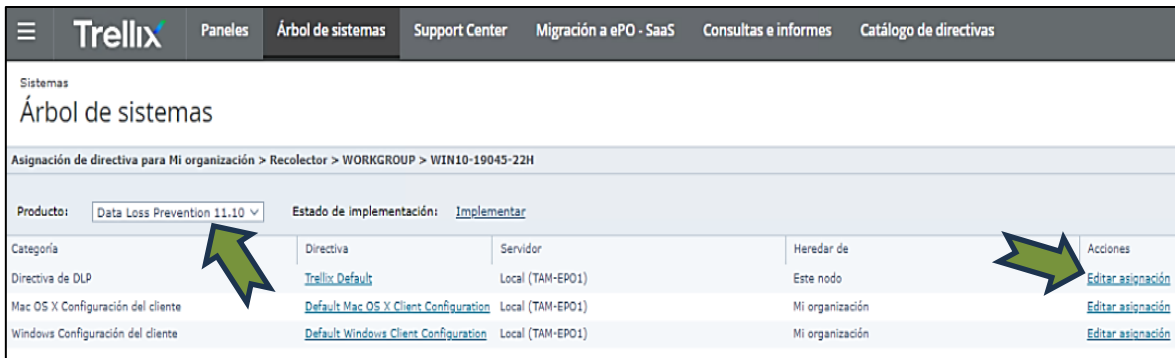 Trellix Paneles Árbol de sistemas Support Center Migración a ePO - SaaS Consultas e informes Catálogo de directivas
Sistemas
Árbol de sistemas
Asignación de directiva para Mi organización > Recolector > WORKGROUP > WIN10-19045-22H
Producto: Data Loss Prevention 11.10 Estado de implementación: Implementar
Categoría Directiva Servidor Heredar de Acciones
Directiva de DLP Trellix Default Local (TAM-EPO1) Este nodo Editar asignación
Mac OS X Configuración del cliente Default Mac OS X Client Configuration Local (TAM-EPO1) Mi organización Editar asignación
Windows Configuración del cliente Default Windows Client Configuration Local (TAM-EPO1) Mi organización Editar asignación